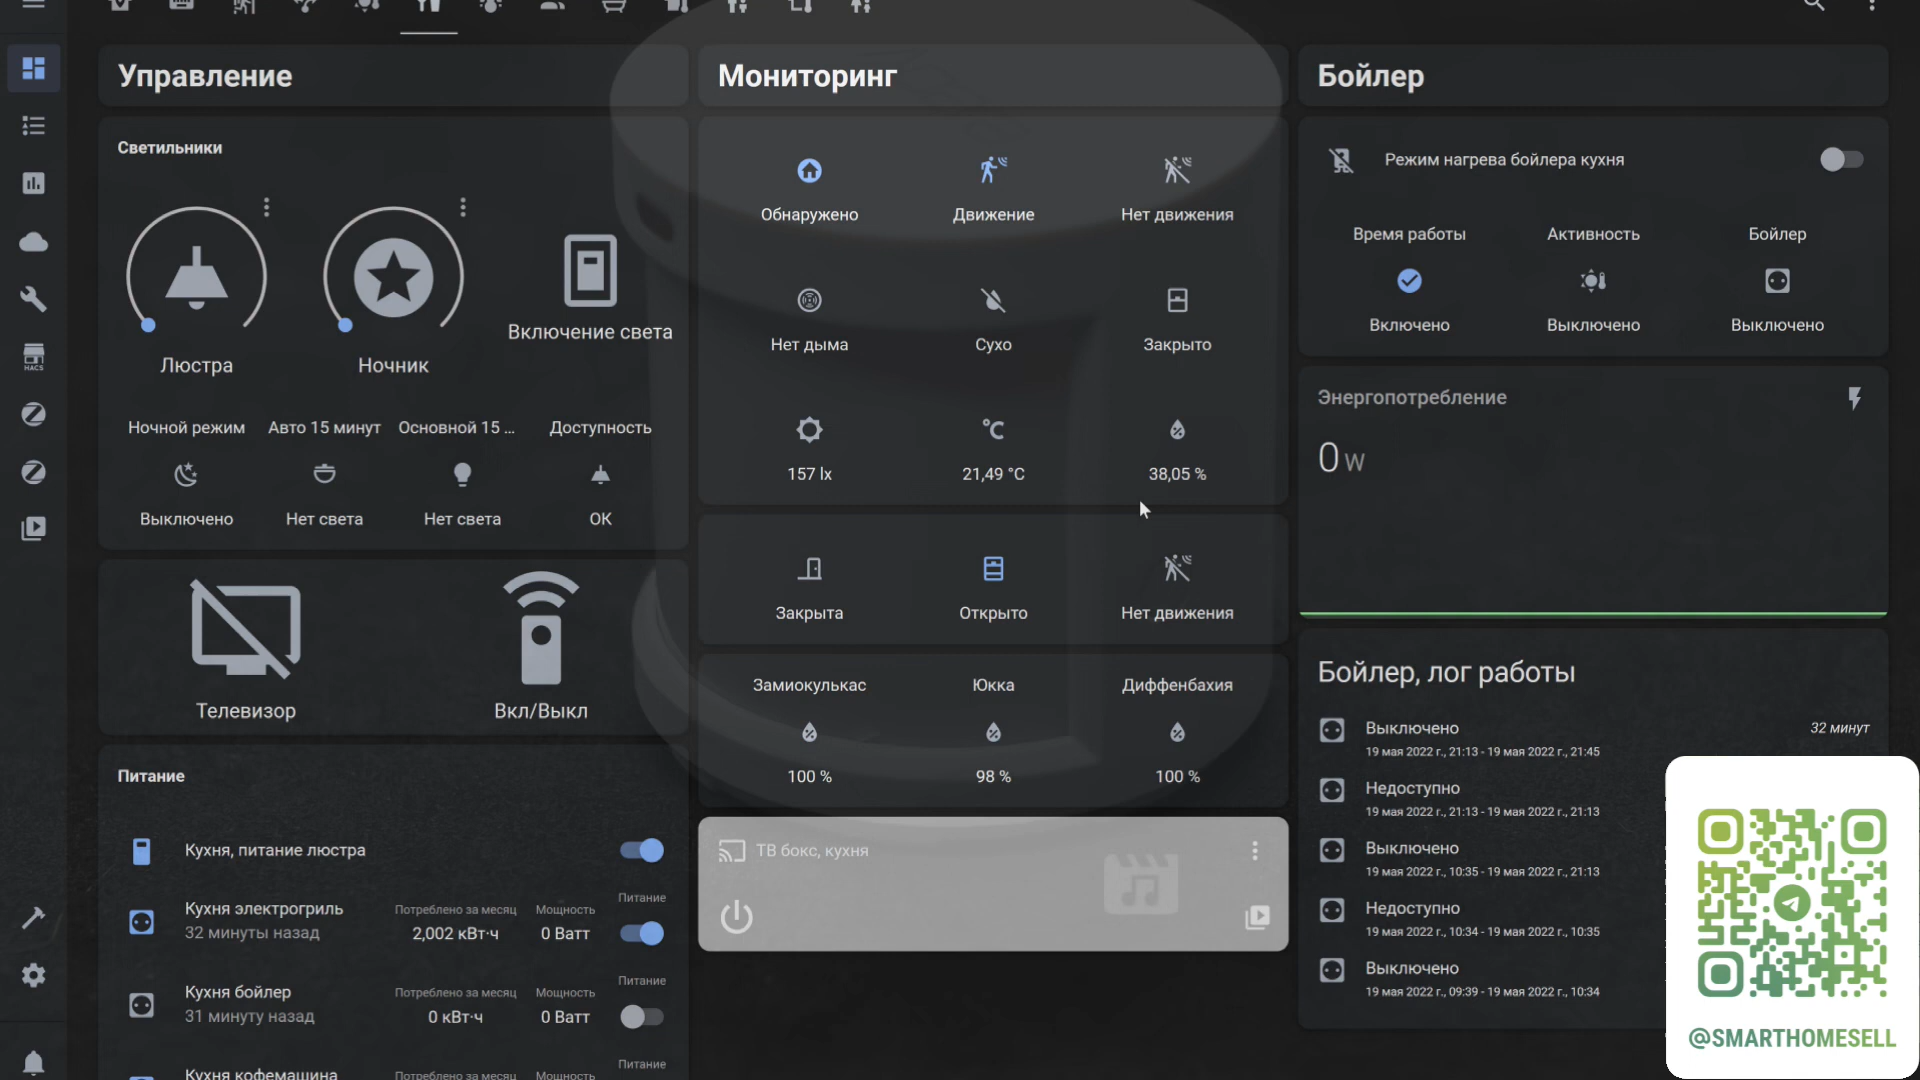 HACS
Управление
Светильники
Люстра
Ночник
Включение света
Ночной режим Авто 15 минут Основной 15 ... Доступность
Выключено Нет света Нет света ОК
Телевизор
Вкл/Выкл
Питание
Кухня, питание люстра
Питание
Кухня электрогриль Потреблено за месяц Мощность
32 минуты назад 2,002 кВт·ч 0 Ватт
Питание
Кухня бойлер Потреблено за месяц Мощность
31 минуту назад 0 кВт·ч 0 Ватт
Питание
Кухня кофемашина Потреблено за месяц Мощность
Мониторинг
Обнаружено Движение Нет движения
Нет дыма Сухо Закрыто
°C
157 lx 21,49 °C 38,05 %
Закрыта Открыто Нет движения
Замиокулькас Юкка Диффенбахия
100 % 98 % 100 %
ТВ бокс, кухня
Бойлер
Режим нагрева бойлера кухня
Время работы Активность Бойлер
Включено Выключено Выключено
Энергопотребление
0 W
Бойлер, лог работы
Выключено 32 минут
19 мая 2022 г., 21:13 - 19 мая 2022 г., 21:45
Недоступно
19 мая 2022 г., 21:13 - 19 мая 2022 г., 21:13
Выключено
19 мая 2022 г., 10:35 - 19 мая 2022 г., 21:13
Недоступно
19 мая 2022 г., 10:34 - 19 мая 2022 г., 10:35
Выключено
19 мая 2022 г., 09:39 - 19 мая 2022 г., 10:34
@SMARTHOMESELL